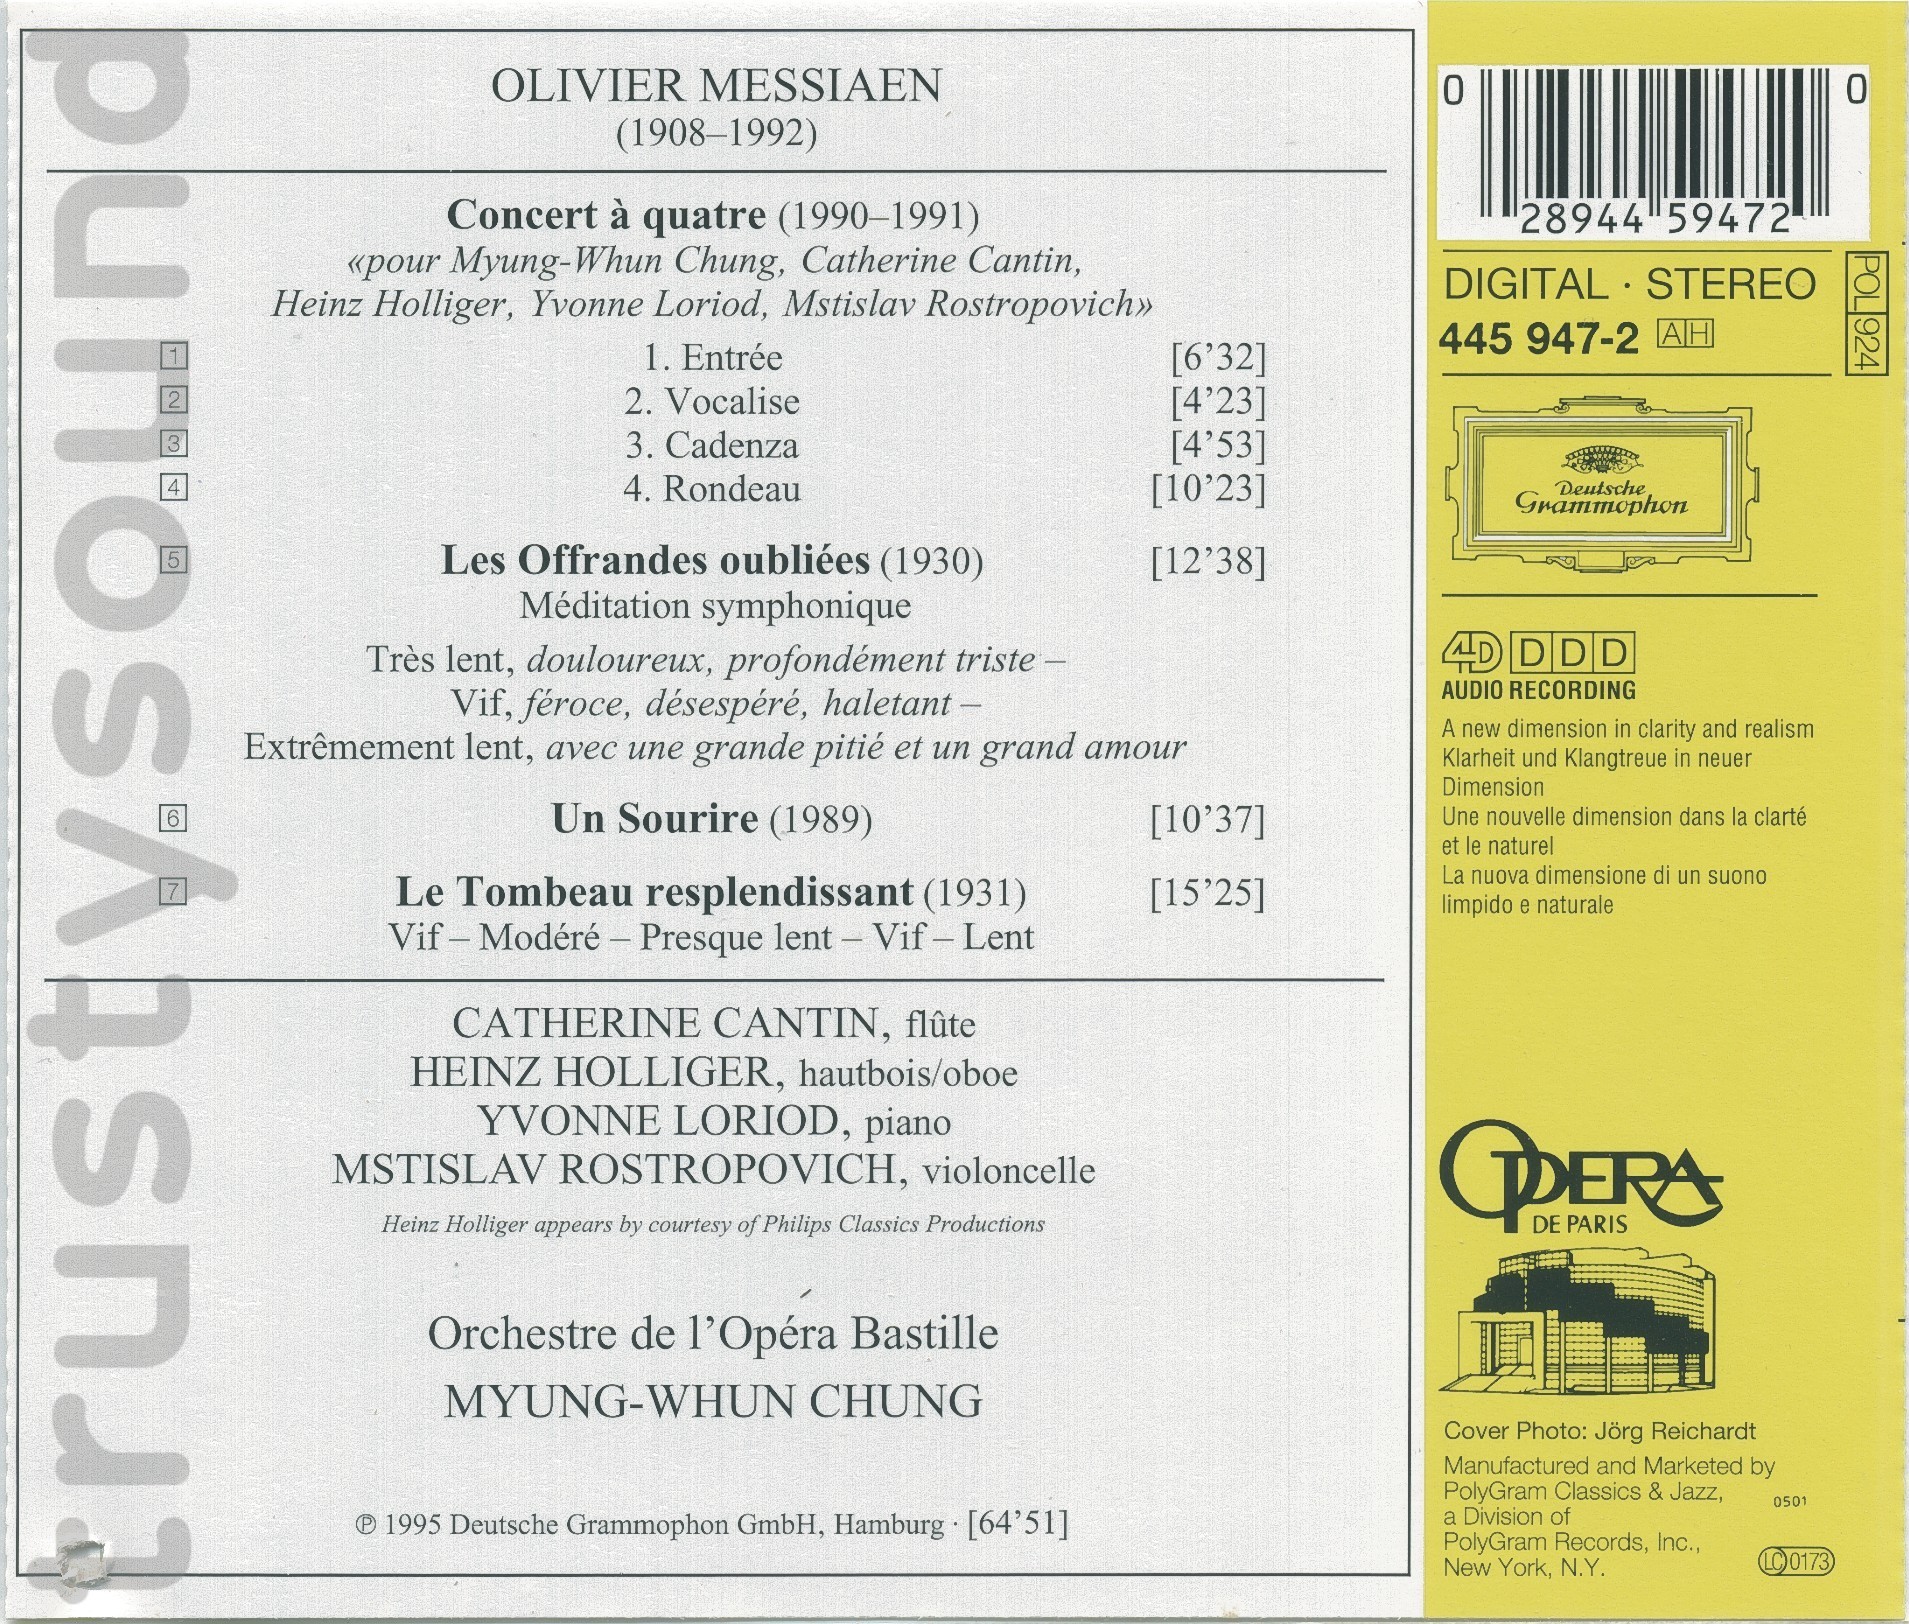 trustysound
OLIVIER MESSIAEN
(1908–1992)
Concert à quatre (1990–1991)
«pour Myung-Whun Chung, Catherine Cantin,
Heinz Holliger, Yvonne Loriod, Mstislav Rostropovich»
1 1. Entrée [6’32]
2 2. Vocalise [4’23]
3 3. Cadenza [4’53]
4 4. Rondeau [10’23]
5 Les Offrandes oubliées (1930) [12’38]
Méditation symphonique
Très lent, douloureux, profondément triste –
Vif, féroce, désespéré, haletant –
Extrêmement lent, avec une grande pitié et un grand amour
6 Un Sourire (1989) [10’37]
7 Le Tombeau resplendissant (1931) [15’25]
Vif – Modéré – Presque lent – Vif – Lent
CATHERINE CANTIN, flûte
HEINZ HOLLIGER, hautbois/oboe
YVONNE LORIOD, piano
MSTISLAV ROSTROPOVICH, violoncelle
Heinz Holliger appears by courtesy of Philips Classics Productions
Orchestre de l’Opéra Bastille
MYUNG-WHUN CHUNG
℗ 1995 Deutsche Grammophon GmbH, Hamburg · [64’51]
0 28944 59472 0
DIGITAL · STEREO
445 947-2 AH
POL 924
Deutsche
Grammophon
4D DDD
AUDIO RECORDING
A new dimension in clarity and realism
Klarheit und Klangtreue in neuer
Dimension
Une nouvelle dimension dans la clarté
et le naturel
La nuova dimensione di un suono
limpido e naturale
OPERA
DE PARIS
Cover Photo: Jörg Reichardt
Manufactured and Marketed by
PolyGram Classics & Jazz,
a Division of
PolyGram Records, Inc.,
New York, N.Y.
0501
LC 0173